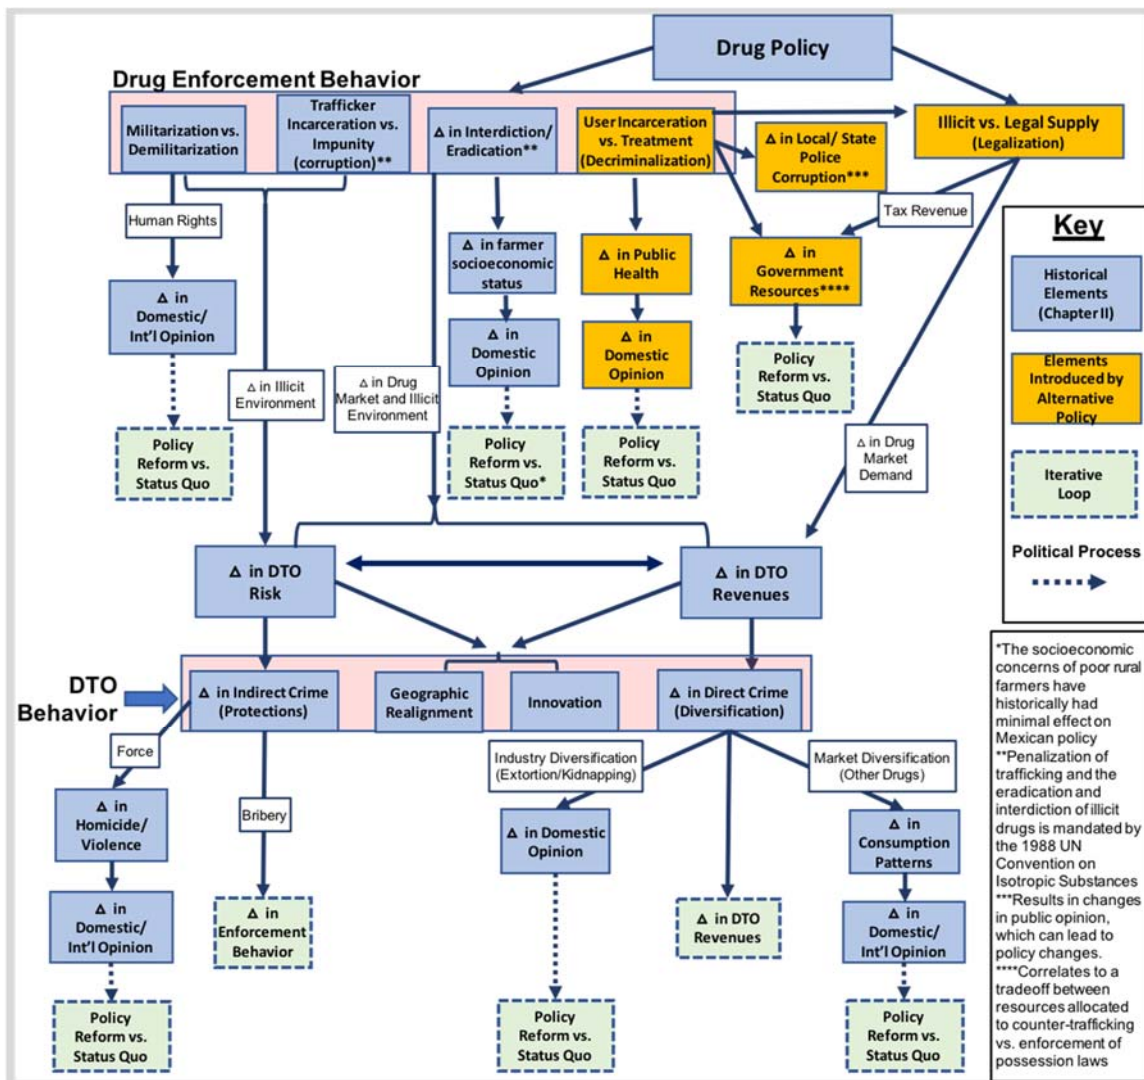 Drug Policy
Drug Enforcement Behavior
Militarization vs.
Demilitarization
Trafficker
Incarceration vs.
Impunity
(corruption)**
Δ in Interdiction/
Eradication**
User Incarceration
vs. Treatment
(Decriminalization)
Δ in Local/ State
Police
Corruption***
Illicit vs. Legal Supply
(Legalization)
Human Rights
Tax Revenue
Δ in farmer
socioeconomic
status
Δ in Public
Health
Δ in
Government
Resources****
Δ in
Domestic/
Int'l Opinion
Δ in
Domestic
Opinion
Δ in
Domestic
Opinion
Policy
Reform vs.
Status Quo
Δ in Illicit
Environment
Δ in Drug
Market and Illicit
Environment
Policy
Reform vs.
Status Quo
Policy
Reform vs.
Status Quo*
Policy
Reform vs.
Status Quo
Δ in Drug
Market
Demand
Key
Historical
Elements
(Chapter II)
Elements
Introduced by
Alternative
Policy
Iterative
Loop
Political Process
Δ in DTO
Risk
Δ in DTO
Revenues
DTO
Behavior
Δ in Indirect Crime
(Protections)
Geographic
Realignment
Innovation
Δ in Direct Crime
(Diversification)
Force
Bribery
Industry Diversification
(Extortion/Kidnapping)
Market Diversification
(Other Drugs)
Δ in
Homicide/
Violence
Δ in Domestic
Opinion
Δ in
Consumption
Patterns
Δ in
Domestic/
Int'l Opinion
Δ in
Enforcement
Behavior
Δ in DTO
Revenues
Δ in
Domestic/
Int'l Opinion
Policy
Reform vs.
Status Quo
Policy
Reform vs.
Status Quo
Policy
Reform vs.
Status Quo
*The socioeconomic
concerns of poor rural
farmers have
historically had
minimal effect on
Mexican policy
**Penalization of
trafficking and the
eradication and
interdiction of illicit
drugs is mandated by
the 1988 UN
Convention on
Isotropic Substances
***Results in changes
in public opinion,
which can lead to
policy changes.
****Correlates to a
tradeoff between
resources allocated
to counter-trafficking
vs. enforcement of
possession laws